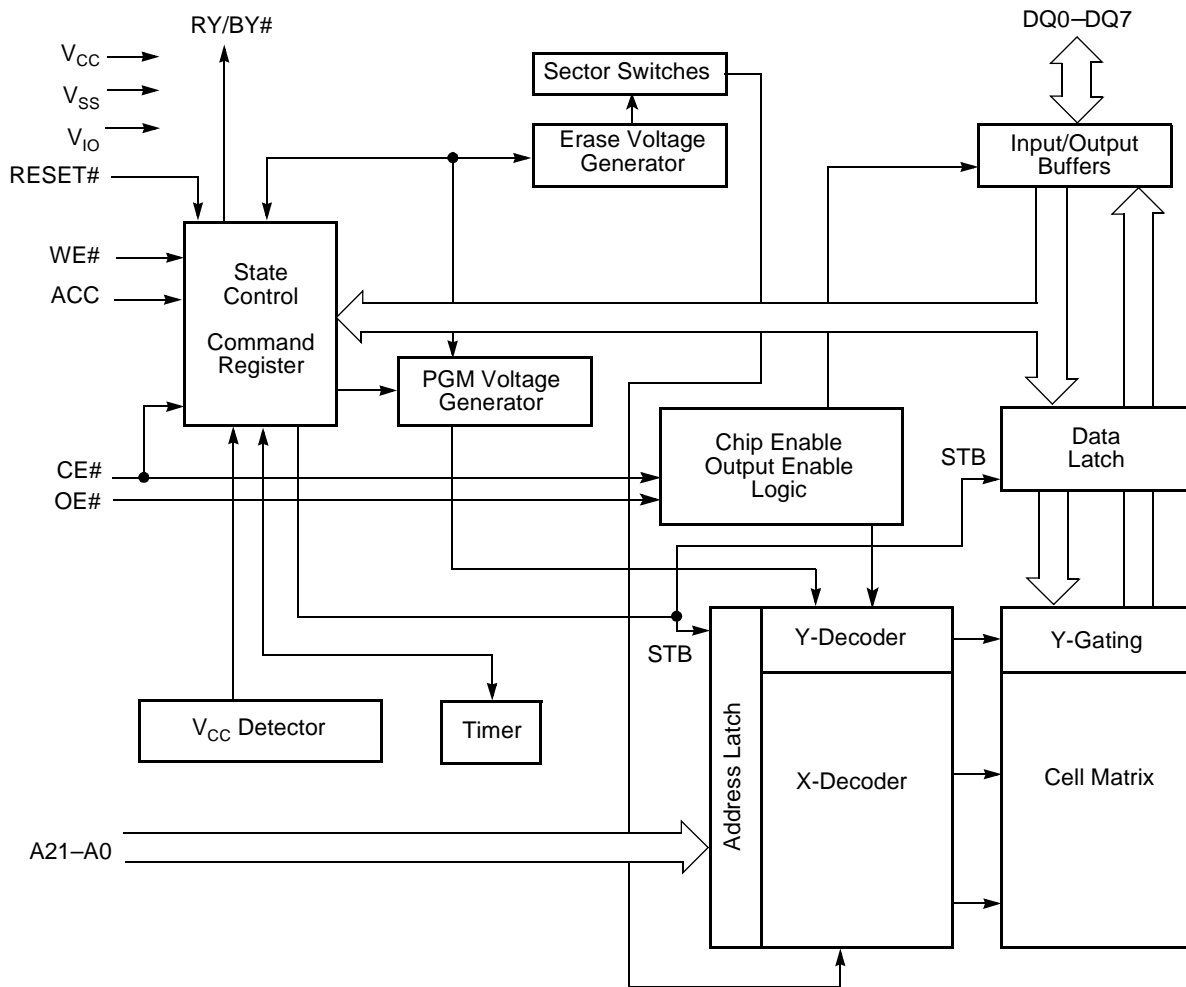 RY/BY#
DQ0–DQ7
VCC
VSS
VIO
RESET#
WE#
ACC
CE#
OE#
A21–A0
Sector Switches
Erase Voltage
Generator
Input/Output
Buffers
State
Control
Command
Register
PGM Voltage
Generator
Chip Enable
Output Enable
Logic
STB
Data
Latch
STB
Y-Decoder
Y-Gating
VCC Detector
Timer
Address Latch
X-Decoder
Cell Matrix